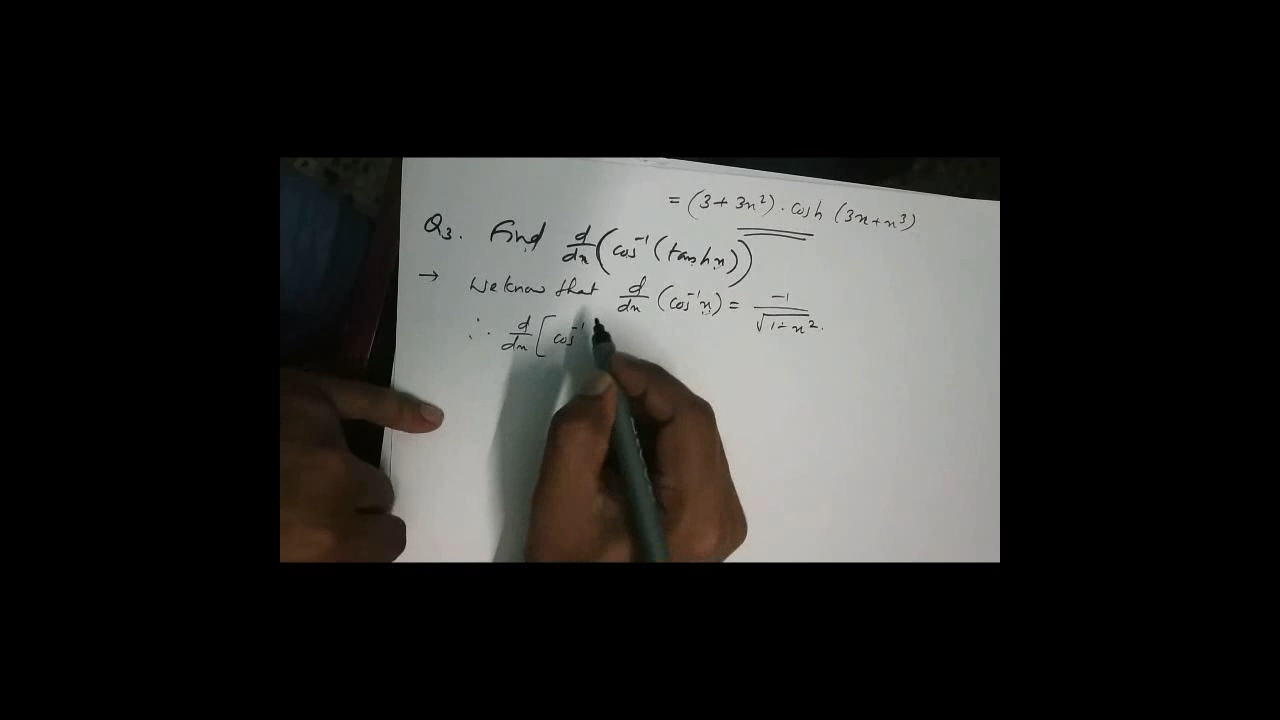 = (3 + 3x²) . cosh (3x + x³)
Q3. Find d/dx (cos⁻¹ (tanh x))
→ We know that d/dx (cos⁻¹ x) = -1/√(1 - x²).
∴ d/dx [cos⁻¹